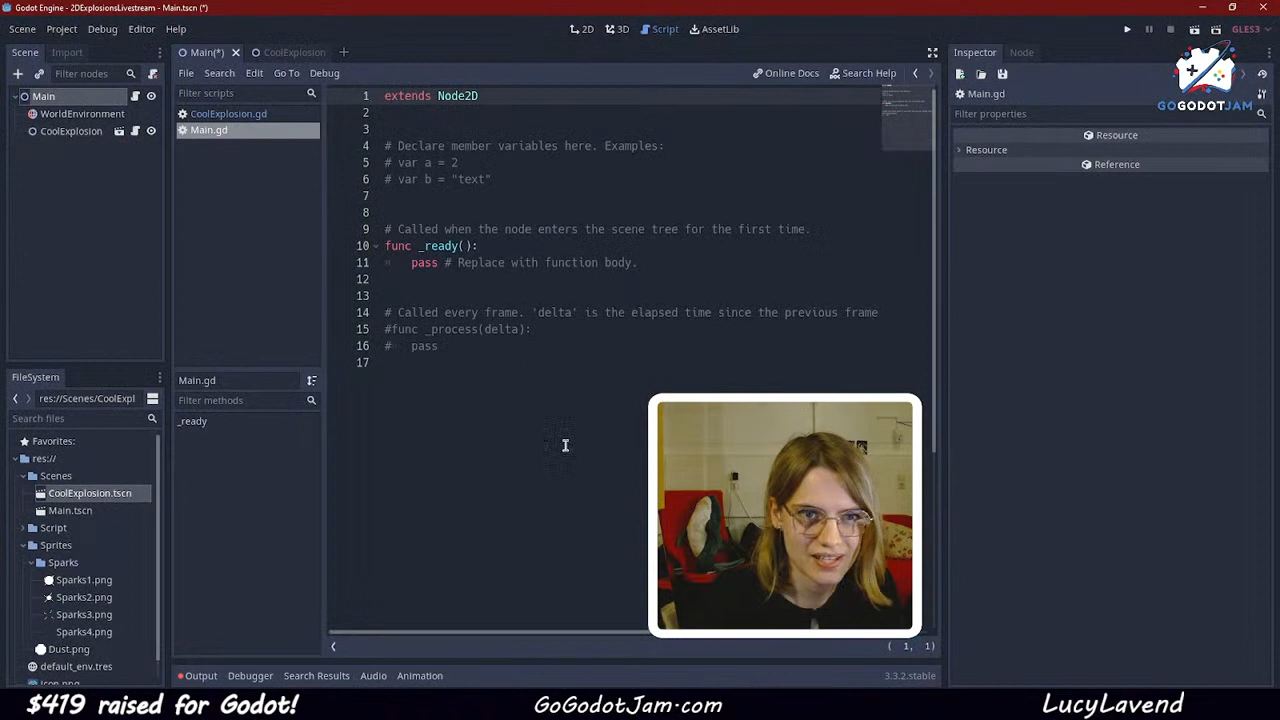 Godot Engine - 2DExplosionsLivestream - Main.tscn (*)
Scene Project Debug Editor Help
2D 3D Script AssetLib
GLES3
Scene Import
Filter nodes
Main
WorldEnvironment
CoolExplosion
Main(*) CoolExplosion
File Search Edit Go To Debug
Online Docs Search Help
Filter scripts
CoolExplosion.gd
Main.gd
Main.gd
Filter methods
_ready
1 extends Node2D
2
3
4 # Declare member variables here. Examples:
5 # var a = 2
6 # var b = "text"
7
8
9 # Called when the node enters the scene tree for the first time.
10 func _ready():
11 pass # Replace with function body.
12
13
14 # Called every frame. 'delta' is the elapsed time since the previous frame
15 #func _process(delta):
16 # pass
17
( 1, 1)
Output Debugger Search Results Audio Animation
3.3.2.stable
Inspector Node
Main.gd
Filter properties
Resource
Resource
Reference
GOGODOTJAM
FileSystem
res://Scenes/CoolExpl
Search files
Favorites:
res://
Scenes
CoolExplosion.tscn
Main.tscn
Script
Sprites
Sparks
Sparks1.png
Sparks2.png
Sparks3.png
Sparks4.png
Dust.png
default_env.tres
icon.png
$419 raised for Godot!
GoGodotJam.com
LucyLavend